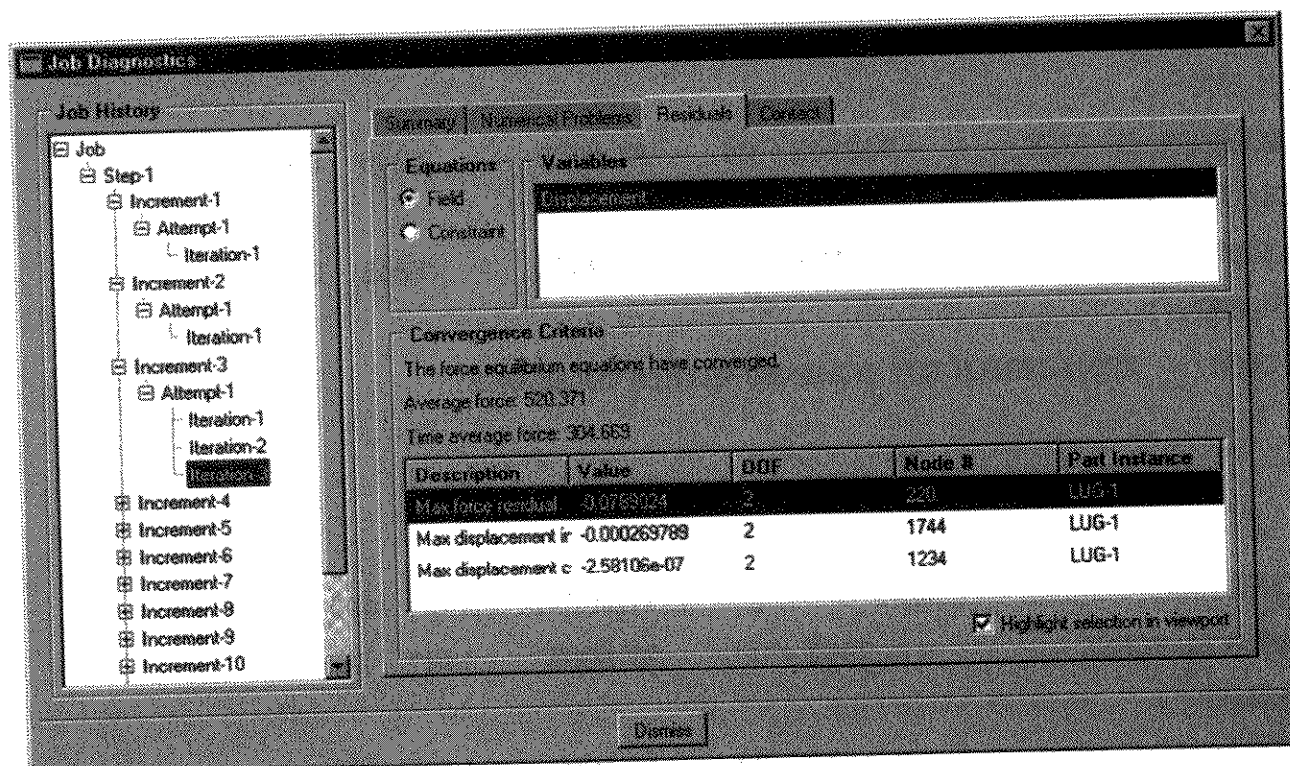 Job Diagnostics
Job History
Job
Step-1
Increment-1
Attempt-1
Iteration-1
Increment-2
Attempt-1
Iteration-1
Increment-3
Attempt-1
Iteration-1
Iteration-2
Increment-4
Increment-5
Increment-6
Increment-7
Increment-8
Increment-9
Increment-10
Summary Numerical Problems Residuals Contact
Equations
Field
Constraint
Variables
Displacement
Convergence Criteria
The force equilibrium equations have converged.
Average force: 520.371
Time average force: 304.669
Description Value DOF Node # Part Instance
Max force residual 2 220 LUG-1
Max displacement ir -0.000269789 2 1744 LUG-1
Max displacement c -2.58106e-07 2 1234 LUG-1
Highlight selection in viewport
Dismiss